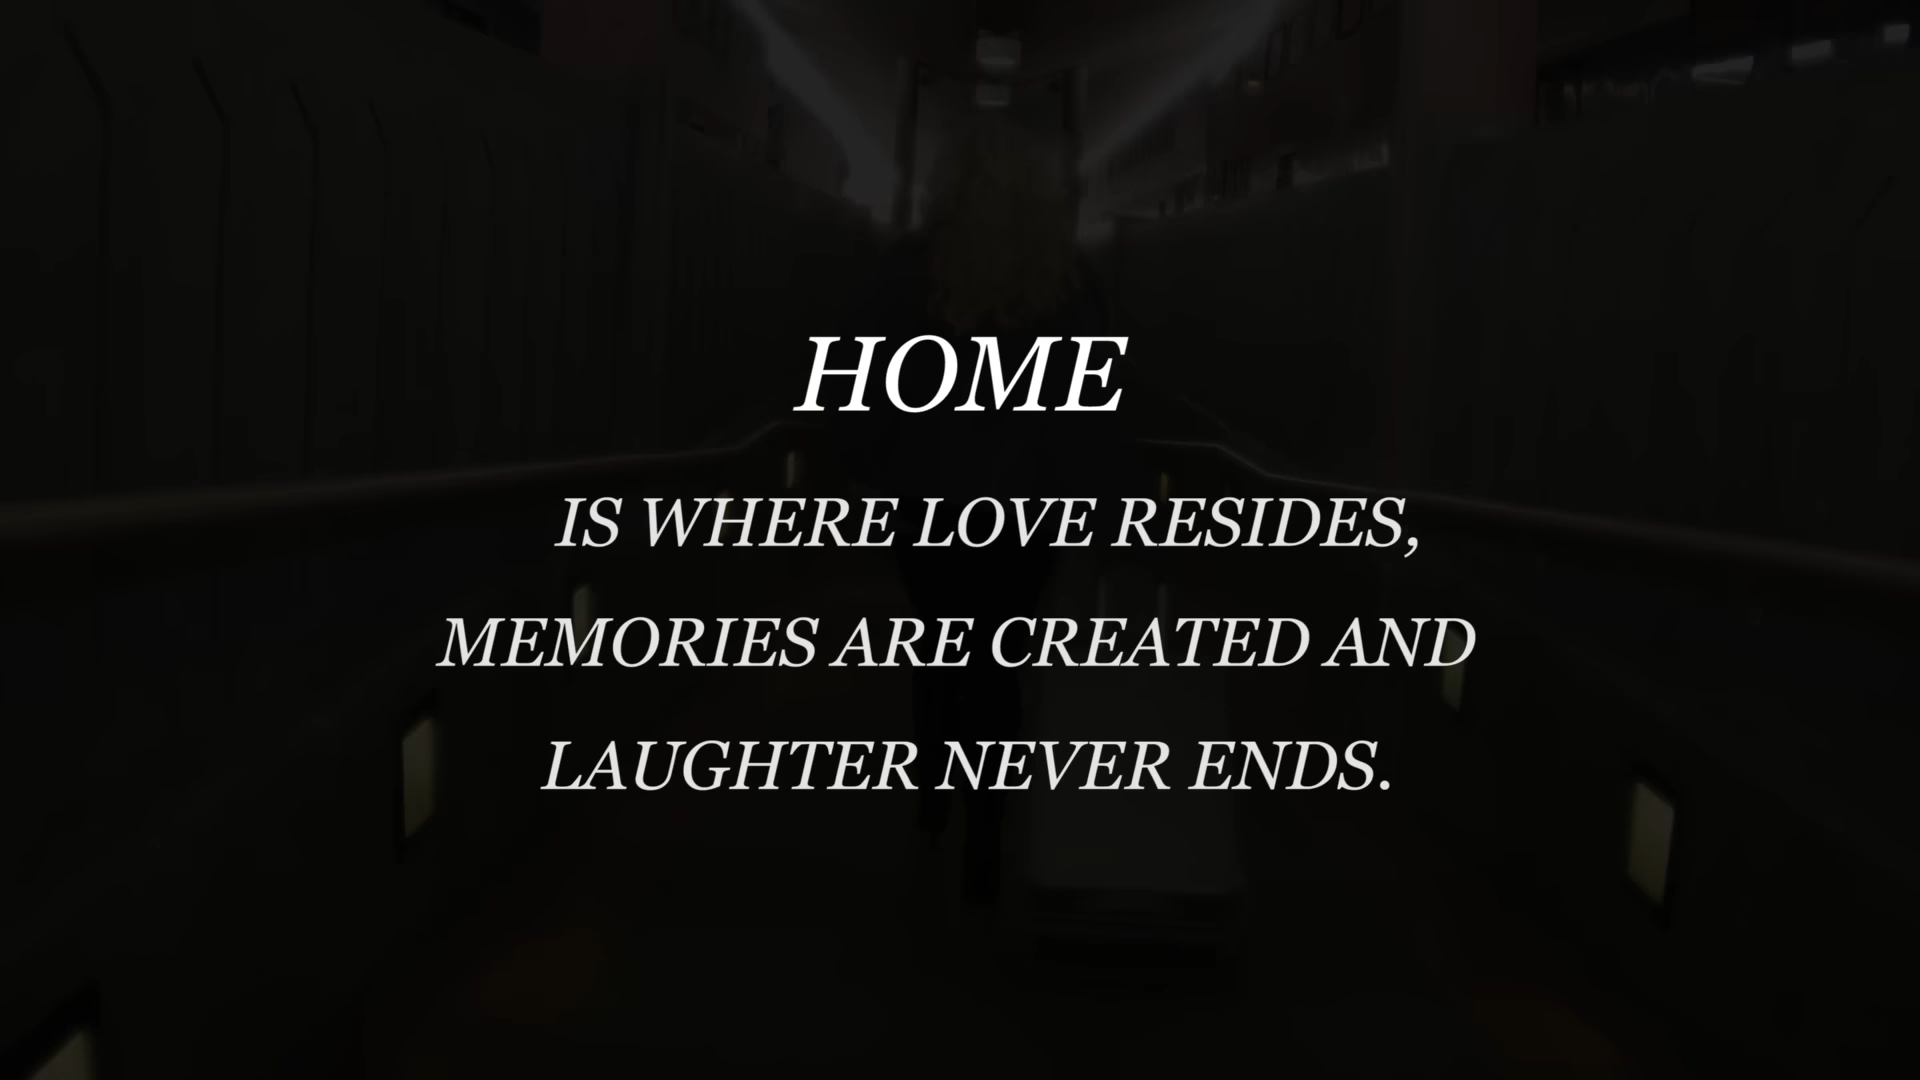 HOME
IS WHERE LOVE RESIDES,
MEMORIES ARE CREATED AND
LAUGHTER NEVER ENDS.